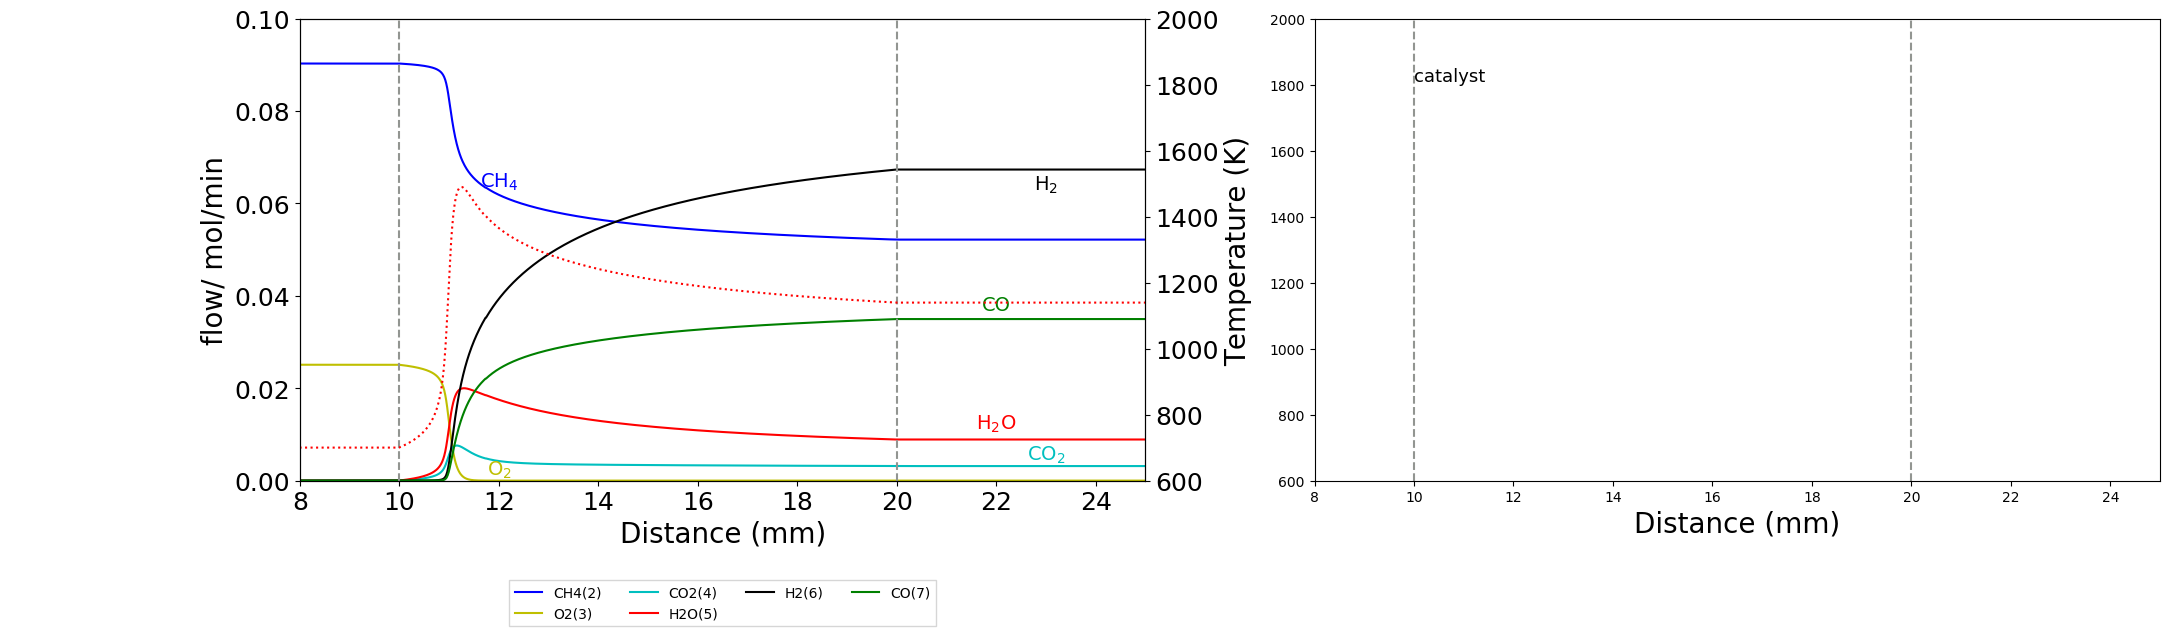 0.10
0.08
0.06
0.04
0.02
0.00
flow/ mol/min
8 10 12 14 16 18 20 22 24
Distance (mm)
CH₄
H₂
CO
H₂O
CO₂
O₂
2000
1800
1600
1400
1200
1000
800
600
Temperature (K)
CH4(2) CO2(4) H2(6) CO(7)
O2(3) H2O(5)
2000
1800
1600
1400
1200
1000
800
600
catalyst
8 10 12 14 16 18 20 22 24
Distance (mm)